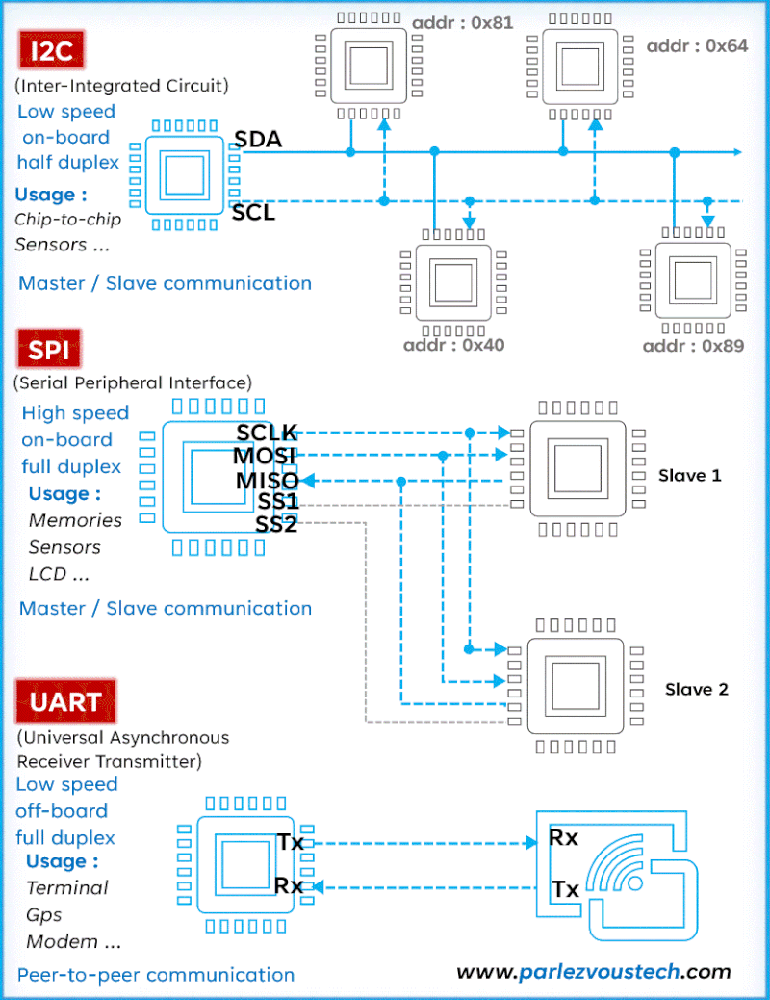 I2C
(Inter-Integrated Circuit)
Low speed
on-board
half duplex
Usage :
Chip-to-chip
Sensors ...
Master / Slave communication
SDA
SCL
addr : 0x81
addr : 0x64
addr : 0x40
addr : 0x89
SPI
(Serial Peripheral Interface)
High speed
on-board
full duplex
Usage :
Memories
Sensors
LCD ...
Master / Slave communication
SCLK
MOSI
MISO
SS1
SS2
Slave 1
Slave 2
UART
(Universal Asynchronous
Receiver Transmitter)
Low speed
off-board
full duplex
Usage :
Terminal
Gps
Modem ...
Peer-to-peer communication
Tx
Rx
Rx
Tx
www.parlezvoustech.com